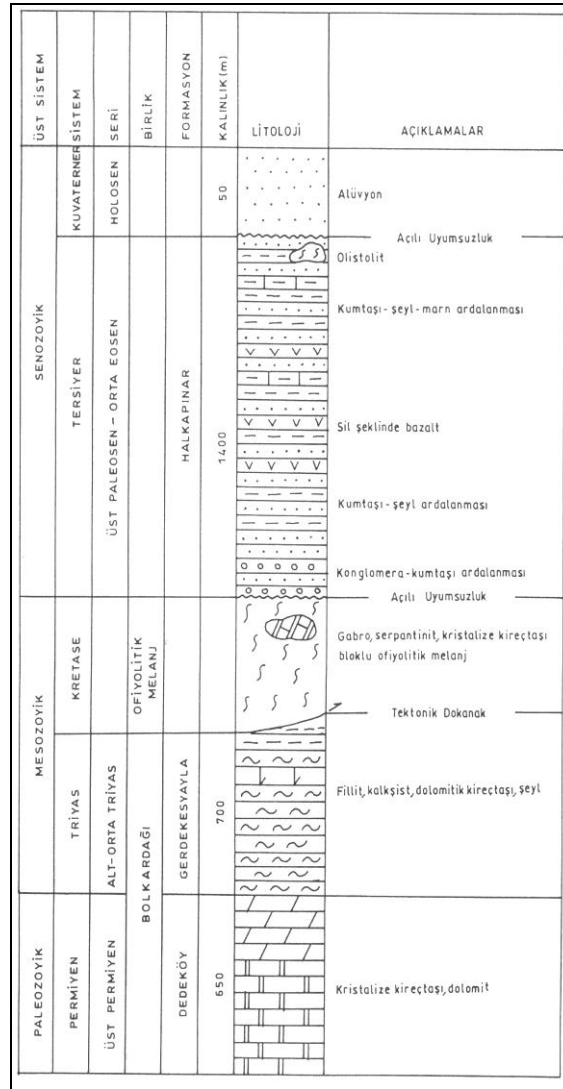 ÜST SİSTEM
SİSTEM
SERİ
BİRLİK
FORMASYON
KALINLIK(m)
LİTOLOJİ
AÇIKLAMALAR
SENOZOYİK
KUVATERNER
HOLOSEN
50
Alüvyon
Açılı Uyumsuzluk
TERSİYER
ÜST PALEOSEN - ORTA EOSEN
HALKAPINAR
1400
Olistolit
Kumtaşı-şeyl-marn ardalanması
Sil şeklinde bazalt
Kumtaşı-şeyl ardalanması
Konglomera-kumtaşı ardalanması
Açılı Uyumsuzluk
MESOZOYİK
KRETASE
OFİYOLİTİK
MELANJ
Gabro, serpantinit, kristalize kireçtaşı
bloklu ofiyolitik melanj
Tektonik Dokanak
TRİYAS
ALT-ORTA TRİYAS
BOLKARDAĞI
GERDEKESYAYLA
700
Fillit, kalkşist, dolomitik kireçtaşı, şeyl
PALEOZOYİK
PERMİYEN
ÜST PERMİYEN
DEDEKÖY
650
Kristalize kireçtaşı, dolomit